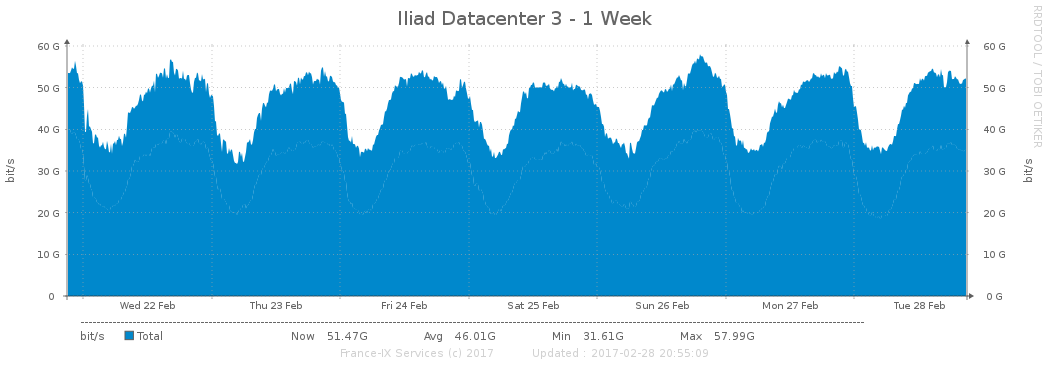 Iliad Datacenter 3 - 1 Week
RRDTOOL / TOBI OETIKER
60 G 60 G
50 G 50 G
40 G 40 G
30 G 30 G
20 G 20 G
10 G 10 G
0 0 G
bit/s
bit/s
Wed 22 Feb Thu 23 Feb Fri 24 Feb Sat 25 Feb Sun 26 Feb Mon 27 Feb Tue 28 Feb
bit/s Total Now 51.47G Avg 46.01G Min 31.61G Max 57.99G
France-IX Services (c) 2017 Updated : 2017-02-28 20:55:09